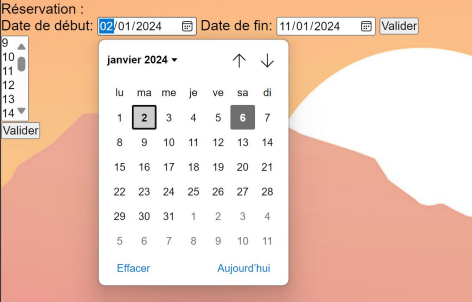 Réservation :
Date de début: 02/01/2024 Date de fin: 11/01/2024 Valider
9
10
11
12
13
14
Valider
janvier 2024
lu ma me je ve sa di
1 2 3 4 5 6 7
8 9 10 11 12 13 14
15 16 17 18 19 20 21
22 23 24 25 26 27 28
29 30 31 1 2 3 4
5 6 7 8 9 10 11
Effacer Aujourd'hui